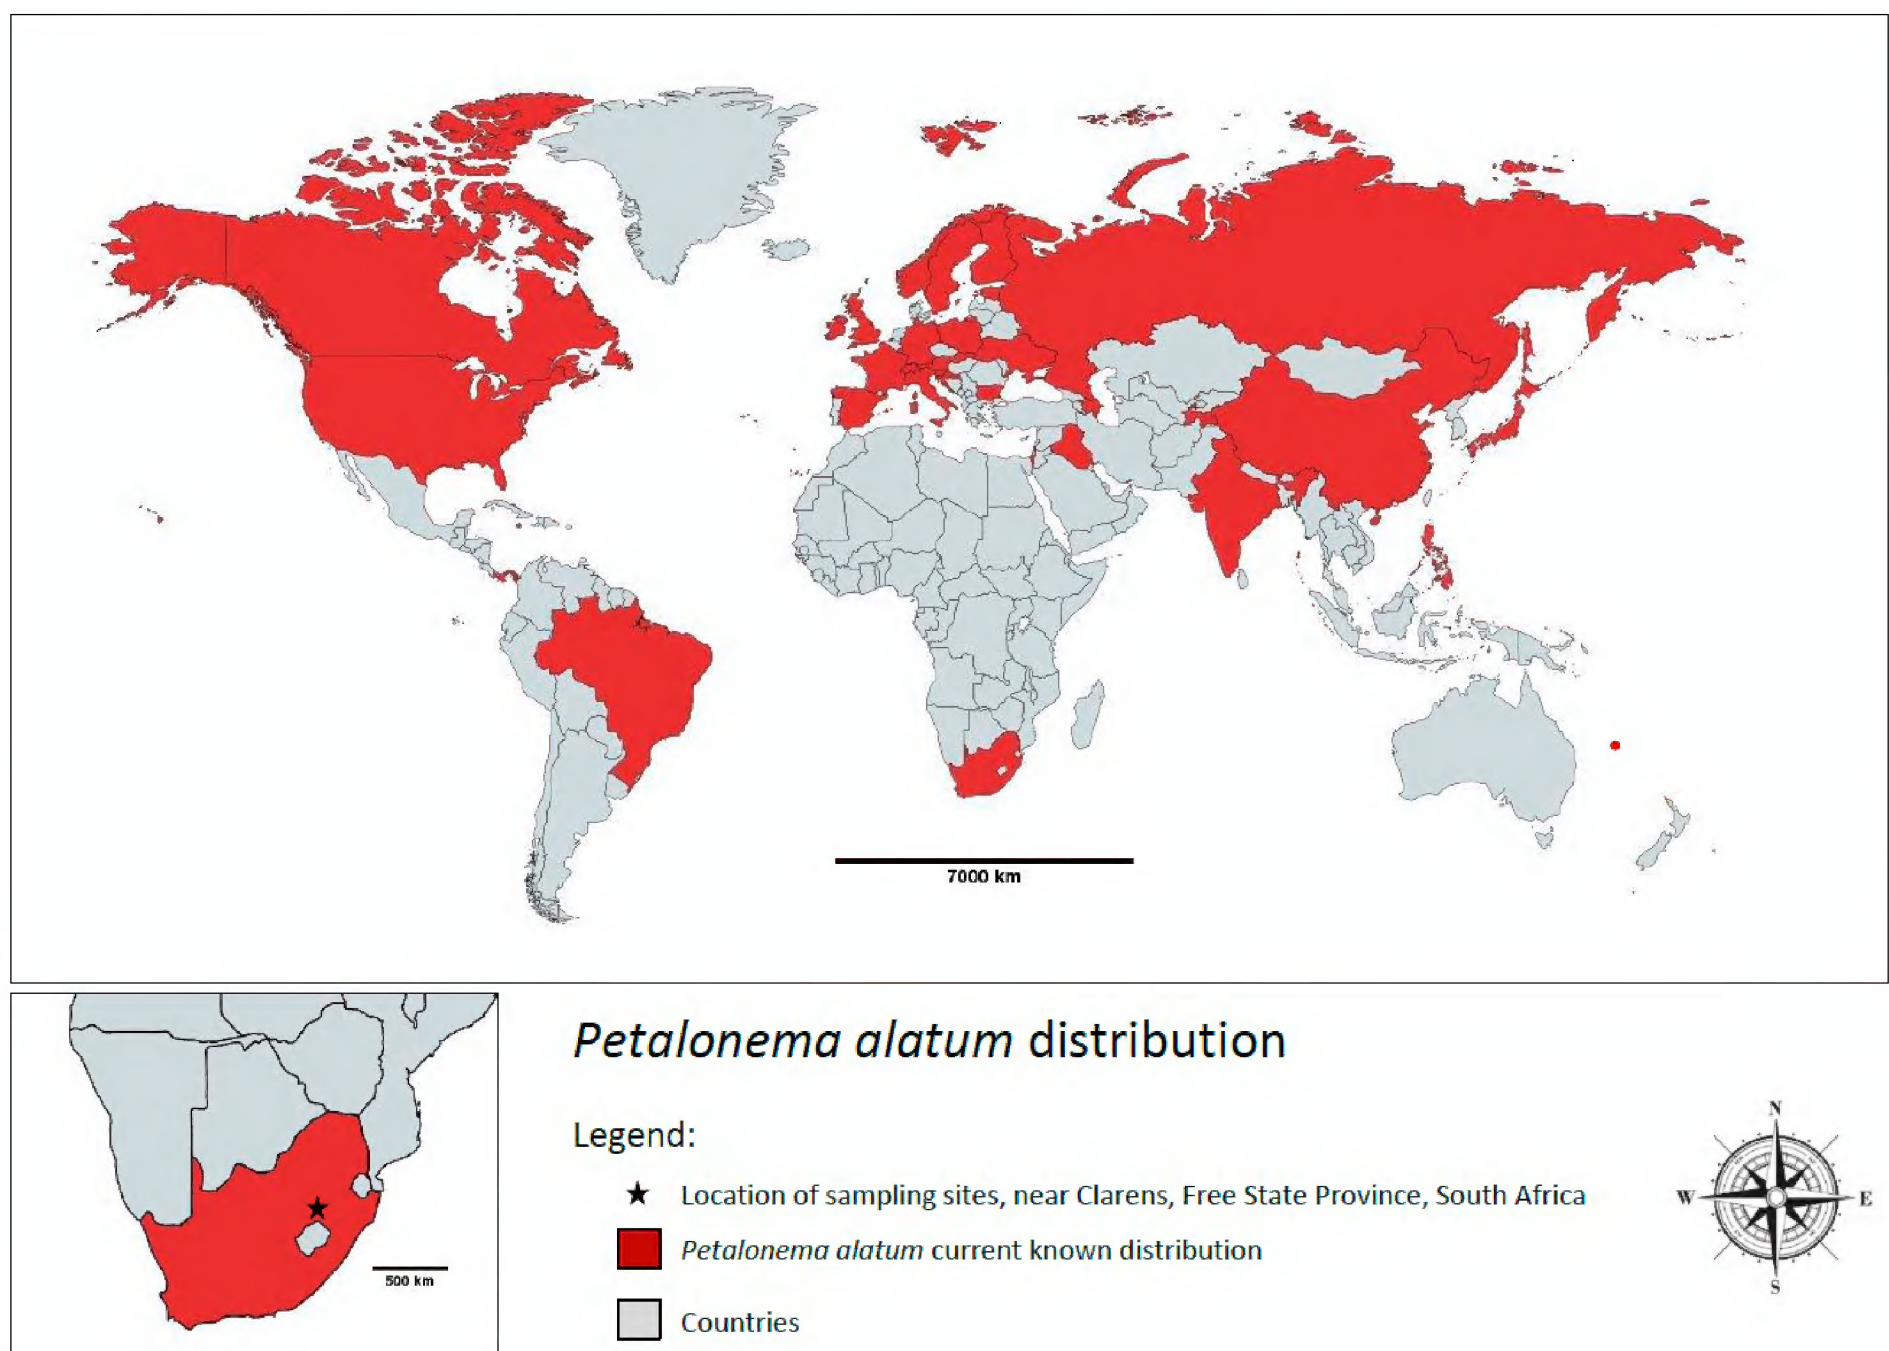 7000 km
500 km
Petalonema alatum distribution
Legend:
Location of sampling sites, near Clarens, Free State Province, South Africa
Petalonema alatum current known distribution
Countries
N
W E
S